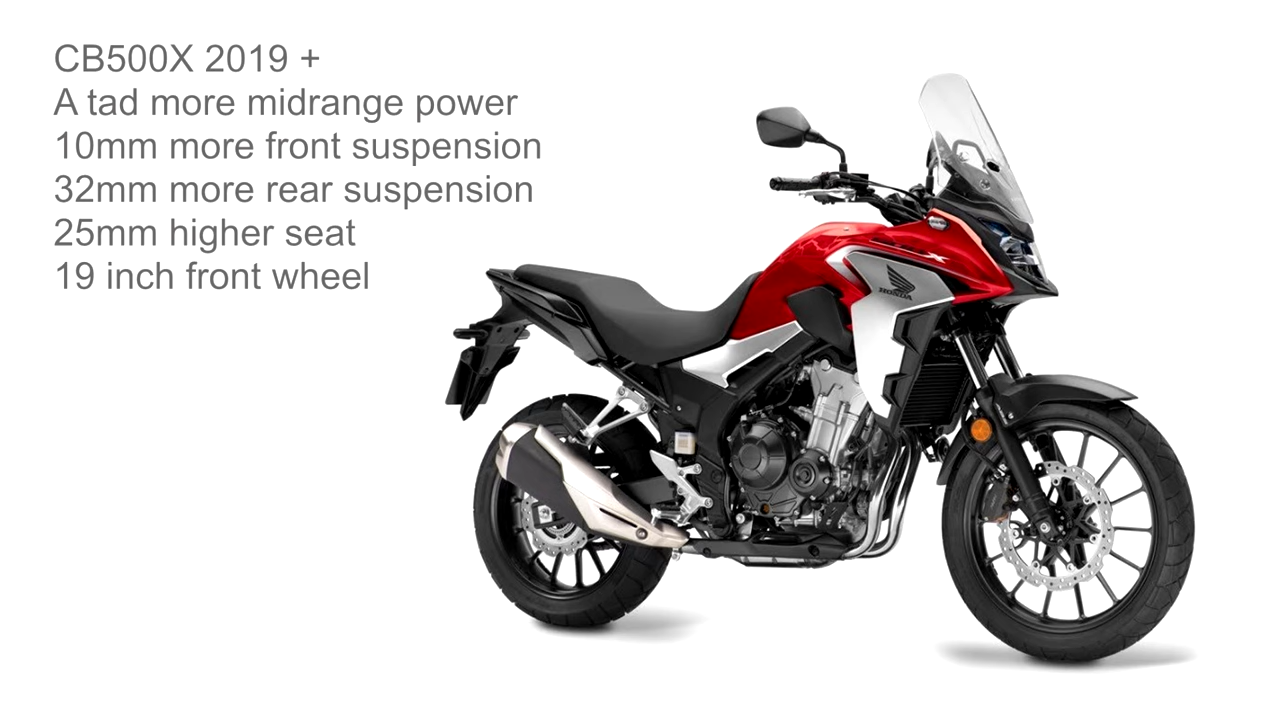 CB500X 2019 +
A tad more midrange power
10mm more front suspension
32mm more rear suspension
25mm higher seat
19 inch front wheel
X
HONDA